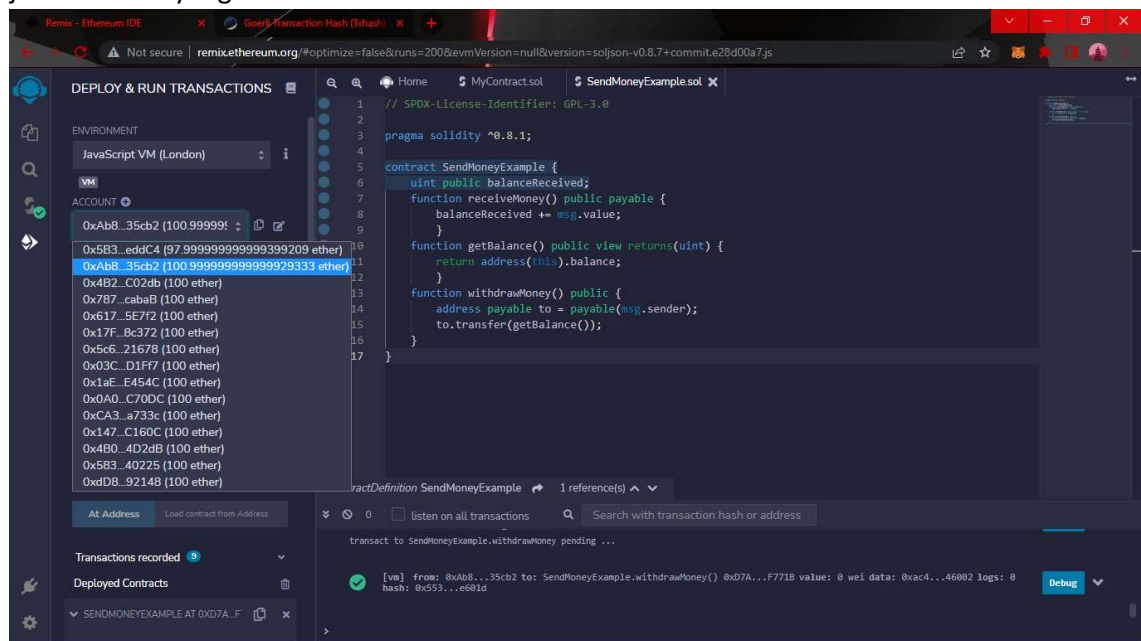 Remix - Ethereum IDE
Goerli Transaction Hash (Txhash)
Not secure | remix.ethereum.org/#optimize=false&runs=200&evmVersion=null&version=soljson-v0.8.7+commit.e28d00a7.js
DEPLOY & RUN TRANSACTIONS
Home
MyContract.sol
SendMoneyExample.sol
ENVIRONMENT
JavaScript VM (London)
VM
ACCOUNT
0xAb8...35cb2 (100.999999
0x5B3...eddC4 (97.999999999999399209 ether)
0xAb8...35cb2 (100.999999999999929333 ether)
0x4B2...C02db (100 ether)
0x787...cabaB (100 ether)
0x617...5E7f2 (100 ether)
0x17F...8c372 (100 ether)
0x5c6...21678 (100 ether)
0x03C...D1Ff7 (100 ether)
0x1aE...E454C (100 ether)
0x0A0...C70DC (100 ether)
0xCA3...a733c (100 ether)
0x147...C160C (100 ether)
0x4B0...4D2dB (100 ether)
0x583...40225 (100 ether)
0xdD8...92148 (100 ether)
At Address
Load contract from Address
Transactions recorded 9
Deployed Contracts
SENDMONEYEXAMPLE AT 0XD7A...F
1 // SPDX-License-Identifier: GPL-3.0
2
3 pragma solidity ^0.8.1;
4
5 contract SendMoneyExample {
6 uint public balanceReceived;
7 function receiveMoney() public payable {
8 balanceReceived += msg.value;
9 }
10 function getBalance() public view returns(uint) {
11 return address(this).balance;
12 }
13 function withdrawMoney() public {
14 address payable to = payable(msg.sender);
15 to.transfer(getBalance());
16 }
17 }
ractDefinition SendMoneyExample 1 reference(s)
0 listen on all transactions
Search with transaction hash or address
transact to SendMoneyExample.withdrawMoney pending ...
[vm] from: 0xAb8...35cb2 to: SendMoneyExample.withdrawMoney() 0xD7A...F771B value: 0 wei data: 0xac4...46002 logs: 0
hash: 0x553...e601d
Debug
>